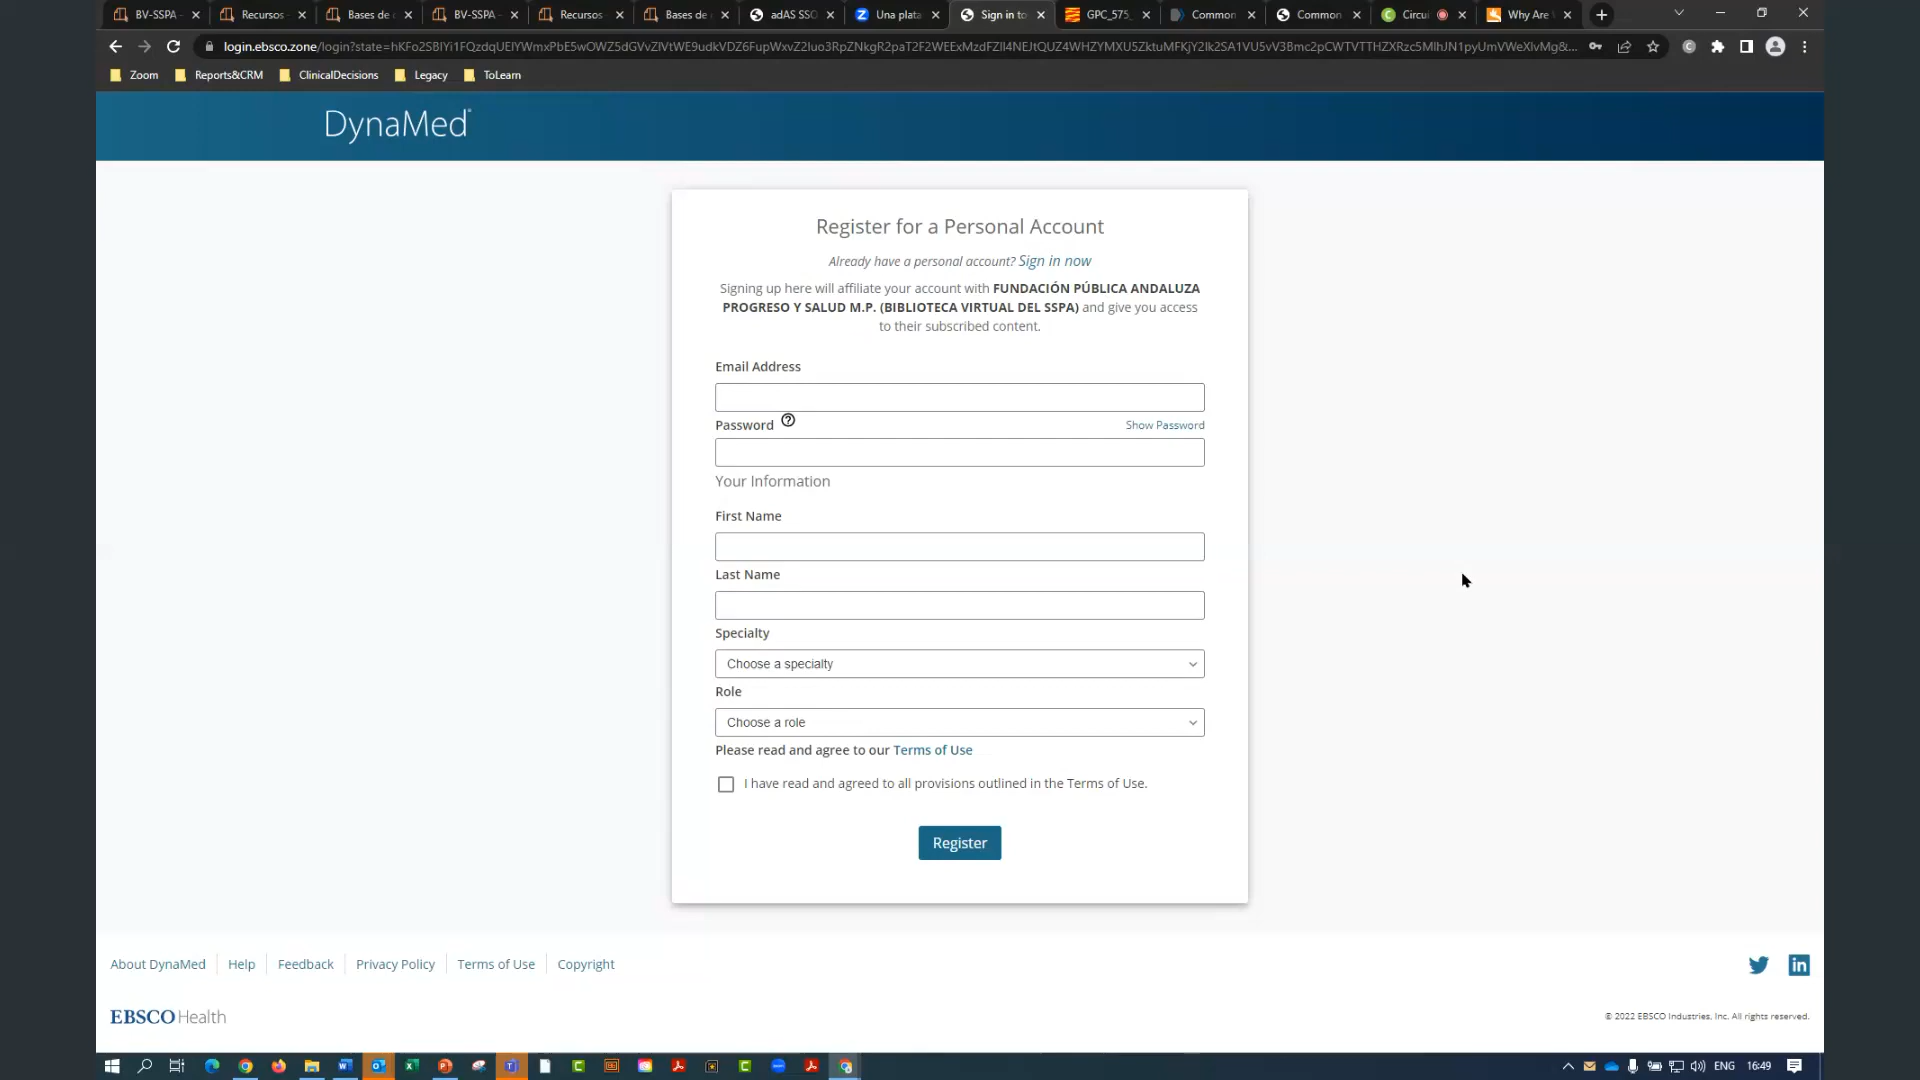 BV-SSPA
Recursos
Bases de
BV-SSPA
Recursos
Bases de
adAS SSO
Una plata
Sign in to
GPC_575_
Common
Common
Circui
Why Are
login.ebsco.zone
Zoom
Reports&CRM
ClinicalDecisions
Legacy
ToLearn
DynaMed
Register for a Personal Account
Already have a personal account? Sign in now
Signing up here will affiliate your account with FUNDACIÓN PÚBLICA ANDALUZA
PROGRESO Y SALUD M.P. (BIBLIOTECA VIRTUAL DEL SSPA) and give you access
to their subscribed content.
Email Address
Password
Show Password
Your Information
First Name
Last Name
Specialty
Choose a specialty
Role
Choose a role
Please read and agree to our Terms of Use
I have read and agreed to all provisions outlined in the Terms of Use.
Register
About DynaMed
Help
Feedback
Privacy Policy
Terms of Use
Copyright
EBSCO Health
© 2022 EBSCO Industries, Inc. All rights reserved.
ENG
16:49